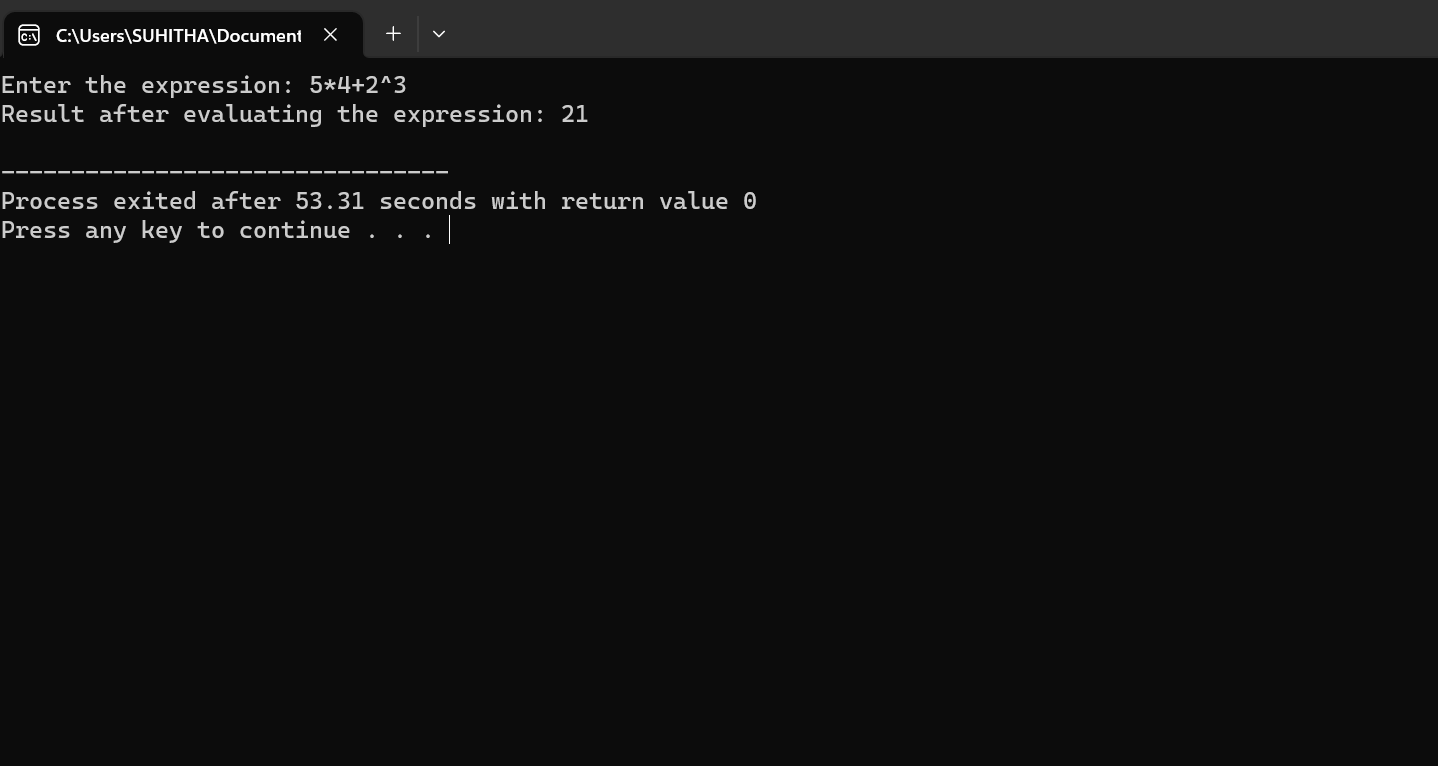 C:\Users\SUHITHA\Document
Enter the expression: 5*4+2^3
Result after evaluating the expression: 21
--------------------------------
Process exited after 53.31 seconds with return value 0
Press any key to continue . . .